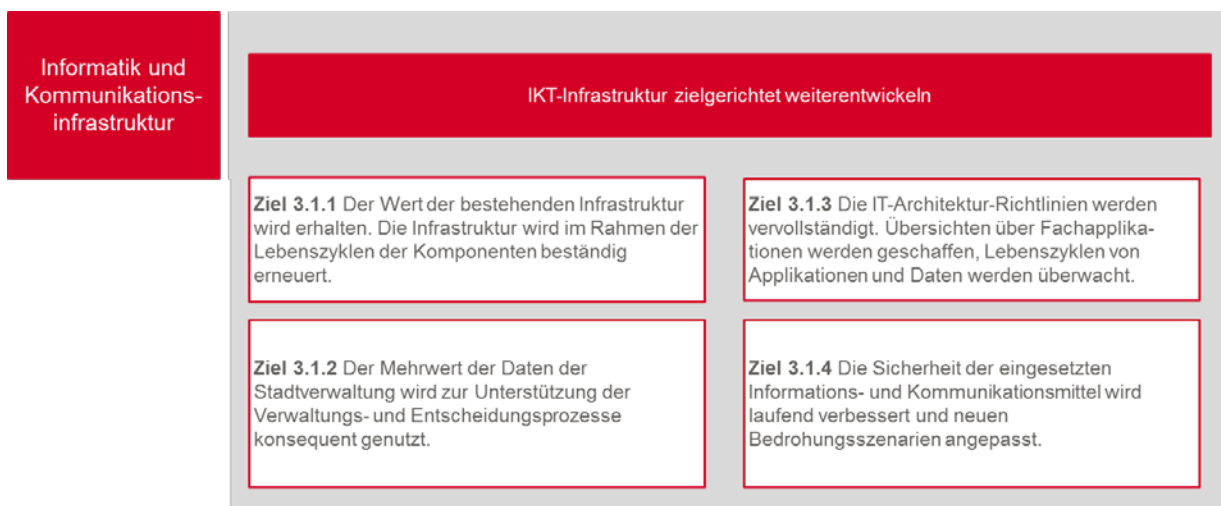 Informatik und
Kommunikations-
infrastruktur
IKT-Infrastruktur zielgerichtet weiterentwickeln
Ziel 3.1.1 Der Wert der bestehenden Infrastruktur
wird erhalten. Die Infrastruktur wird im Rahmen der
Lebenszyklen der Komponenten beständig
erneuert.
Ziel 3.1.3 Die IT-Architektur-Richtlinien werden
vervollständigt. Übersichten über Fachapplika-
tionen werden geschaffen, Lebenszyklen von
Applikationen und Daten werden überwacht.
Ziel 3.1.2 Der Mehrwert der Daten der
Stadtverwaltung wird zur Unterstützung der
Verwaltungs- und Entscheidungsprozesse
konsequent genutzt.
Ziel 3.1.4 Die Sicherheit der eingesetzten
Informations- und Kommunikationsmittel wird
laufend verbessert und neuen
Bedrohungsszenarien angepasst.